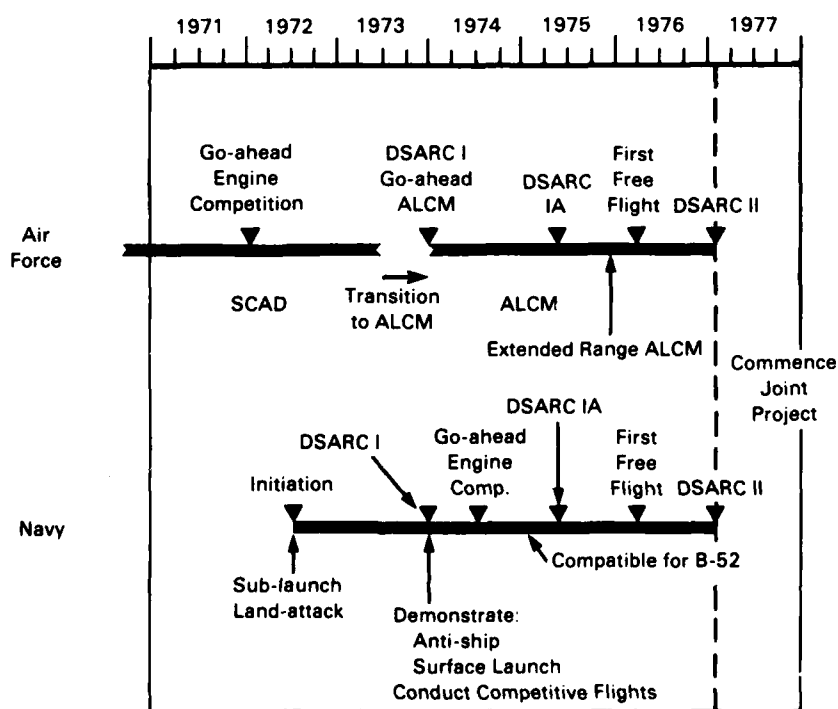 1971 1972 1973 1974 1975 1976 1977
Go-ahead
Engine
Competition
DSARC I
Go-ahead
ALCM
DSARC
IA
First
Free
Flight
DSARC II
Air
Force
SCAD
Transition
to ALCM
ALCM
Extended Range ALCM
Commence
Joint
Project
DSARC IA
DSARC I
Go-ahead
Engine
Comp.
First
Free
Flight
Initiation
DSARC II
Navy
Compatible for B-52
Sub-launch
Land-attack
Demonstrate:
Anti-ship
Surface Launch
Conduct Competitive Flights